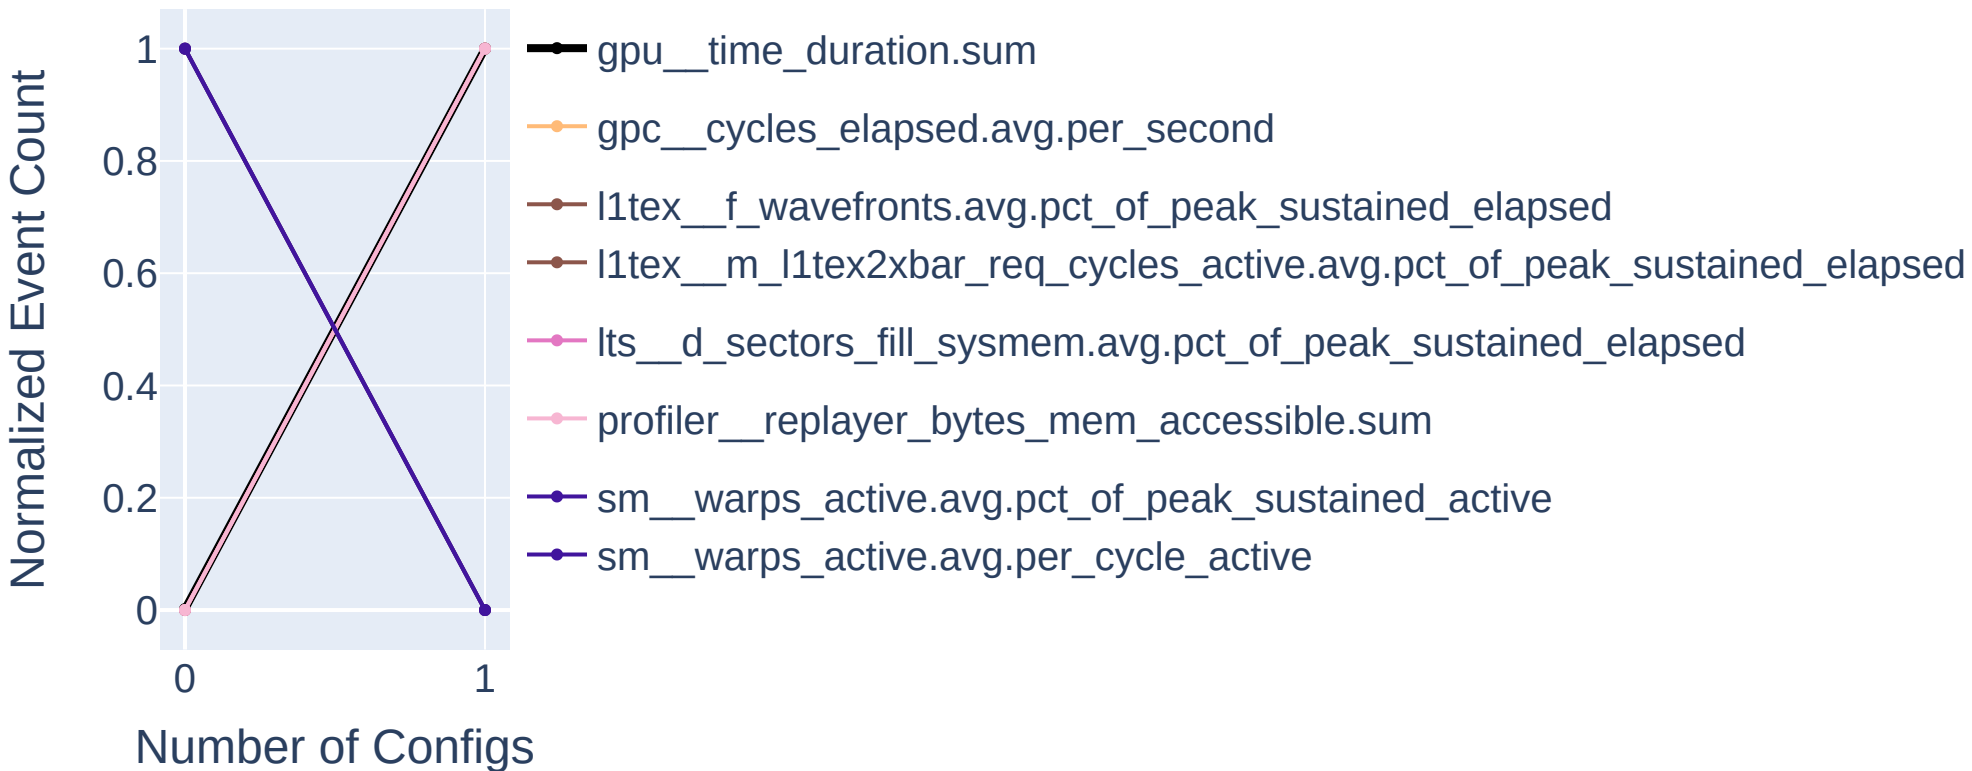 Normalized Event Count
1
0.8
0.6
0.4
0.2
0
0
1
Number of Configs
gpu__time_duration.sum
gpc__cycles_elapsed.avg.per_second
l1tex__f_wavefronts.avg.pct_of_peak_sustained_elapsed
l1tex__m_l1tex2xbar_req_cycles_active.avg.pct_of_peak_sustained_elapsed
lts__d_sectors_fill_sysmem.avg.pct_of_peak_sustained_elapsed
profiler__replayer_bytes_mem_accessible.sum
sm__warps_active.avg.pct_of_peak_sustained_active
sm__warps_active.avg.per_cycle_active